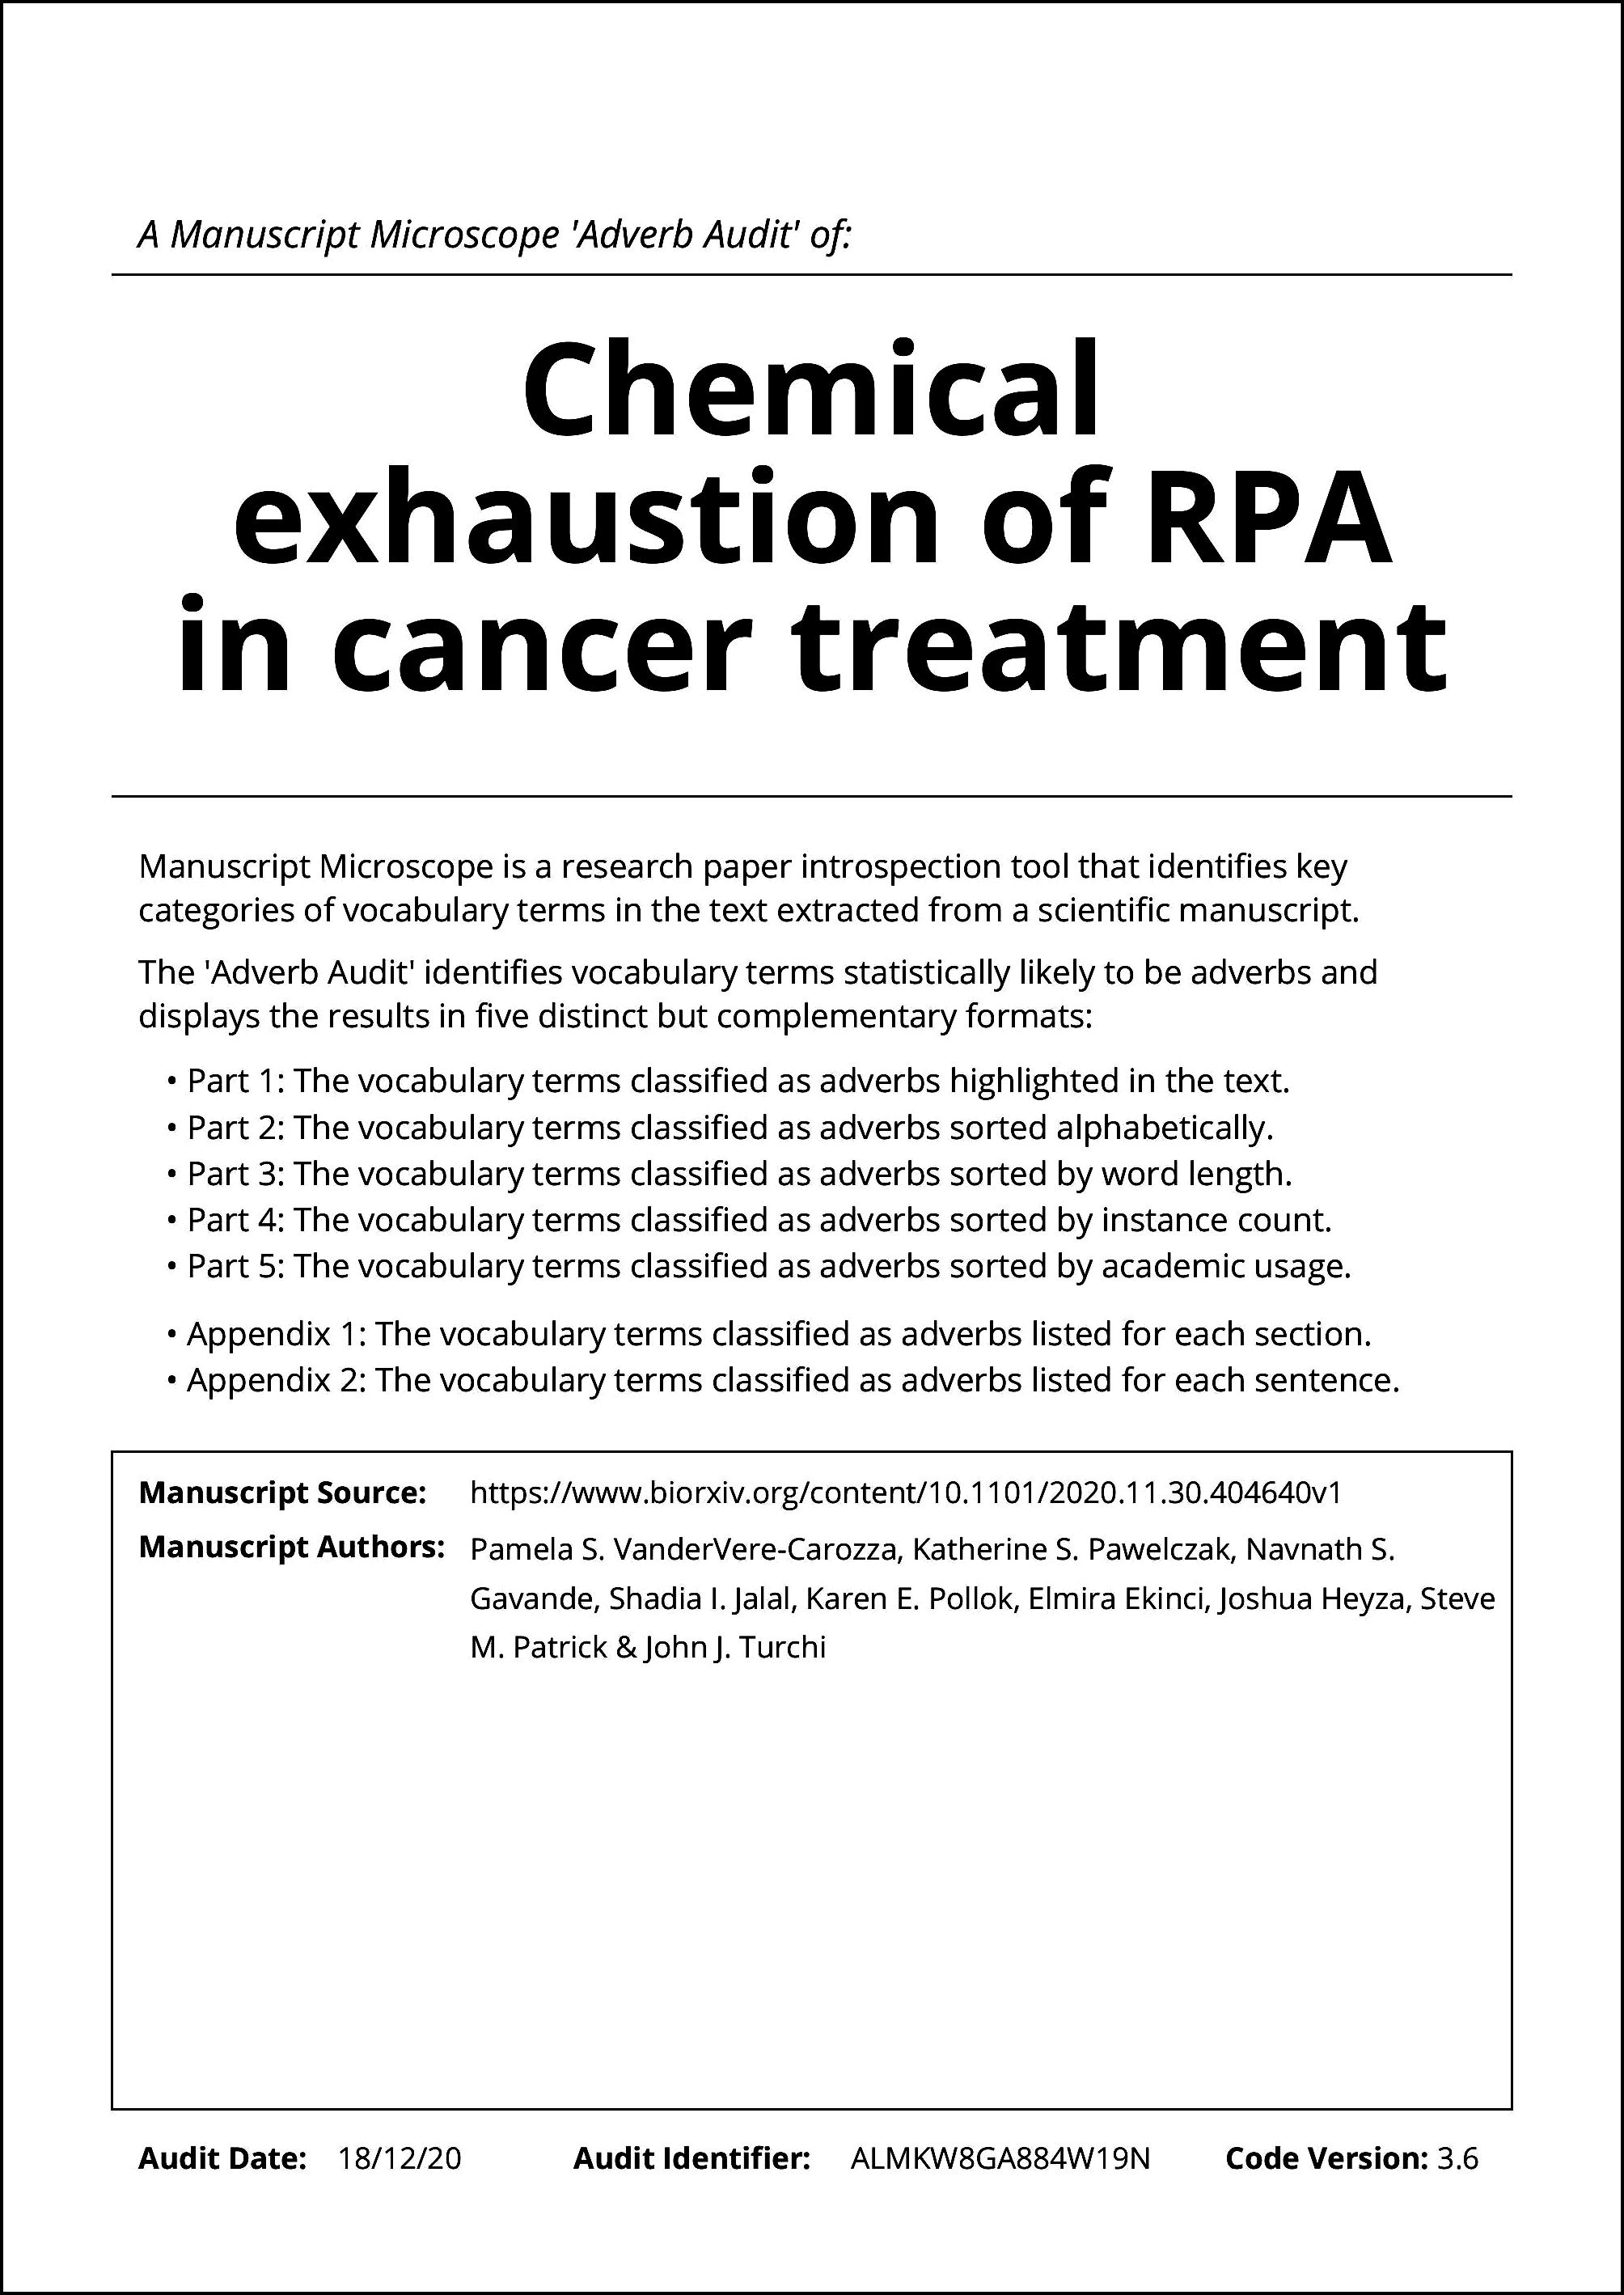 A Manuscript Microscope 'Adverb Audit' of:
Chemical
exhaustion of RPA
in cancer treatment
Manuscript Microscope is a research paper introspection tool that identifies key
categories of vocabulary terms in the text extracted from a scientific manuscript.
The 'Adverb Audit' identifies vocabulary terms statistically likely to be adverbs and
displays the results in five distinct but complementary formats:
• Part 1: The vocabulary terms classified as adverbs highlighted in the text.
• Part 2: The vocabulary terms classified as adverbs sorted alphabetically.
• Part 3: The vocabulary terms classified as adverbs sorted by word length.
• Part 4: The vocabulary terms classified as adverbs sorted by instance count.
• Part 5: The vocabulary terms classified as adverbs sorted by academic usage.
• Appendix 1: The vocabulary terms classified as adverbs listed for each section.
• Appendix 2: The vocabulary terms classified as adverbs listed for each sentence.
Manuscript Source: https://www.biorxiv.org/content/10.1101/2020.11.30.404640v1
Manuscript Authors: Pamela S. VanderVere-Carozza, Katherine S. Pawelczak, Navnath S.
Gavande, Shadia I. Jalal, Karen E. Pollok, Elmira Ekinci, Joshua Heyza, Steve
M. Patrick & John J. Turchi
Audit Date: 18/12/20 Audit Identifier: ALMKW8GA884W19N Code Version: 3.6